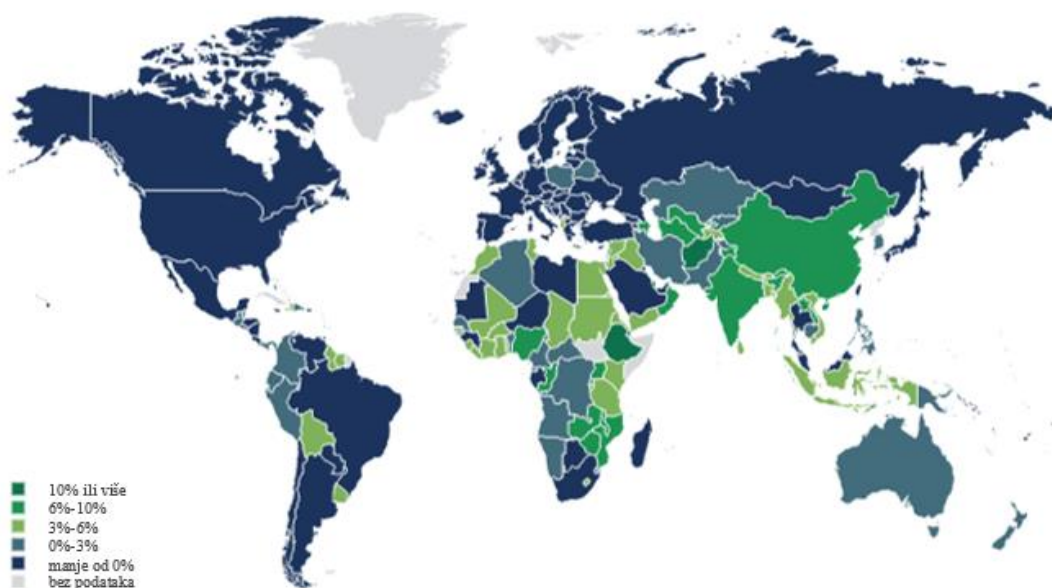 10% ili više
6%-10%
3%-6%
0%-3%
manje od 0%
bez podataka